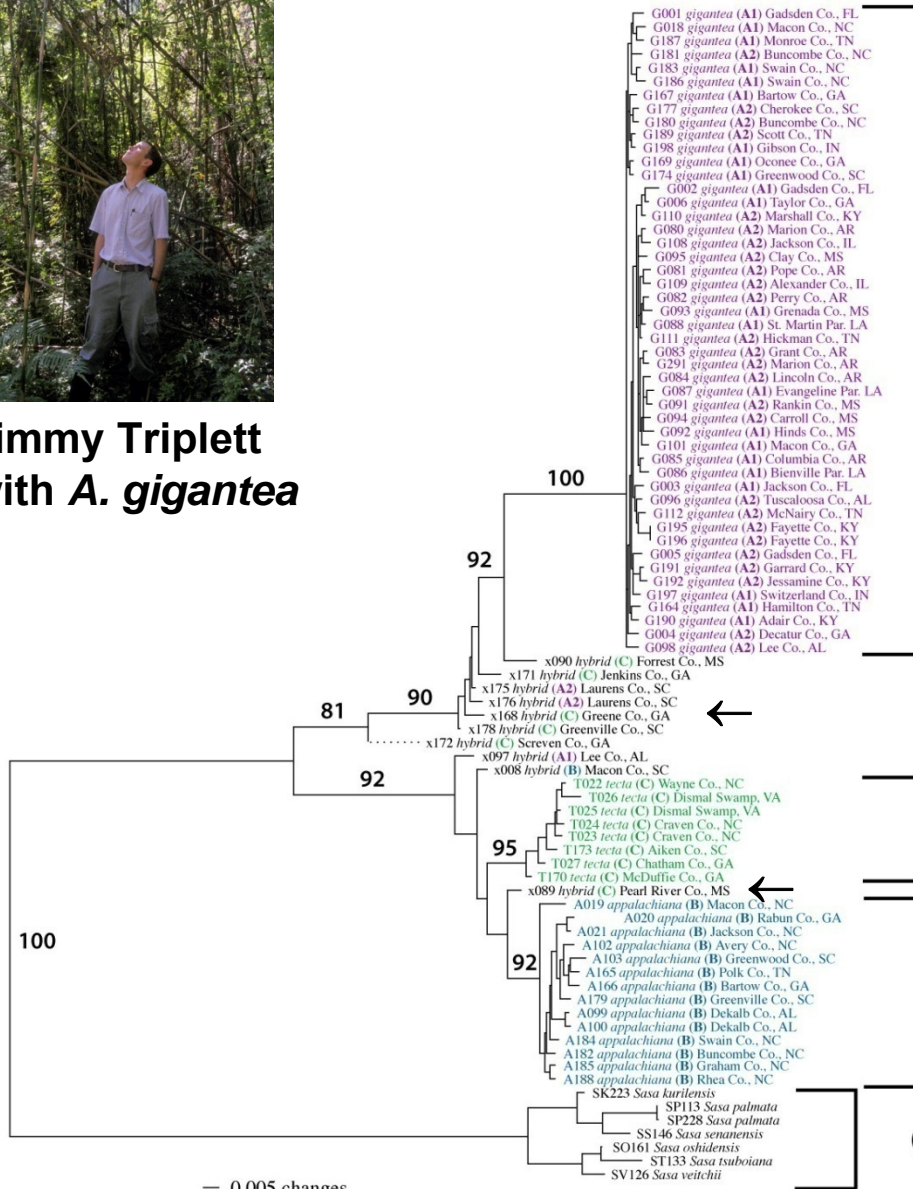 immy Triplett
ith A. gigantea
G001 gigantea (A1) Gadsden Co., FL
G018 gigantea (A1) Macon Co., NC
G187 gigantea (A1) Monroe Co., TN
G181 gigantea (A2) Buncombe Co., NC
G183 gigantea (A1) Swain Co., NC
G186 gigantea (A1) Swain Co., NC
G167 gigantea (A1) Bartow Co., GA
G177 gigantea (A2) Cherokee Co., SC
G180 gigantea (A2) Buncombe Co., NC
G189 gigantea (A2) Scott Co., TN
G198 gigantea (A1) Gibson Co., IN
G169 gigantea (A1) Oconee Co., GA
G174 gigantea (A1) Greenwood Co., SC
G002 gigantea (A1) Gadsden Co., FL
G006 gigantea (A1) Taylor Co., GA
G110 gigantea (A2) Marshall Co., KY
G080 gigantea (A2) Marion Co., AR
G108 gigantea (A2) Jackson Co., IL
G095 gigantea (A2) Clay Co., MS
G081 gigantea (A2) Pope Co., AR
G109 gigantea (A2) Alexander Co., IL
G082 gigantea (A2) Perry Co., AR
G093 gigantea (A1) Grenada Co., MS
G088 gigantea (A1) St. Martin Par. LA
G111 gigantea (A2) Hickman Co., TN
G083 gigantea (A2) Grant Co., AR
G291 gigantea (A2) Marion Co., AR
G084 gigantea (A2) Lincoln Co., AR
G087 gigantea (A1) Evangeline Par. LA
G091 gigantea (A2) Rankin Co., MS
G094 gigantea (A2) Carroll Co., MS
G092 gigantea (A1) Hinds Co., MS
G101 gigantea (A1) Macon Co., GA
G085 gigantea (A1) Columbia Co., AR
G086 gigantea (A1) Bienville Par. LA
G003 gigantea (A1) Jackson Co., FL
G096 gigantea (A2) Tuscaloosa Co., AL
G112 gigantea (A2) McNairy Co., TN
G195 gigantea (A2) Fayette Co., KY
G196 gigantea (A2) Fayette Co., KY
G005 gigantea (A2) Gadsden Co., FL
G191 gigantea (A2) Garrard Co., KY
G192 gigantea (A2) Jessamine Co., KY
G197 gigantea (A1) Switzerland Co., IN
G164 gigantea (A1) Hamilton Co., TN
G190 gigantea (A1) Adair Co., KY
G004 gigantea (A2) Decatur Co., GA
G098 gigantea (A2) Lee Co., AL
x090 hybrid (C) Forrest Co., MS
x171 hybrid (C) Jenkins Co., GA
x175 hybrid (A2) Laurens Co., SC
x176 hybrid (A2) Laurens Co., SC
x168 hybrid (C) Greene Co., GA
x178 hybrid (C) Greenville Co., SC
x172 hybrid (C) Screven Co., GA
x097 hybrid (A1) Lee Co., AL
x008 hybrid (B) Macon Co., SC
T022 tecta (C) Wayne Co., NC
T026 tecta (C) Dismal Swamp, VA
T025 tecta (C) Dismal Swamp, VA
T024 tecta (C) Craven Co., NC
T023 tecta (C) Craven Co., NC
T173 tecta (C) Aiken Co., SC
T027 tecta (C) Chatham Co., GA
T170 tecta (C) McDuffie Co., GA
x089 hybrid (C) Pearl River Co., MS
A019 appalachiana (B) Macon Co., NC
A020 appalachiana (B) Rabun Co., GA
A021 appalachiana (B) Jackson Co., NC
A102 appalachiana (B) Avery Co., NC
A103 appalachiana (B) Greenwood Co., SC
A165 appalachiana (B) Polk Co., TN
A166 appalachiana (B) Bartow Co., GA
A179 appalachiana (B) Greenville Co., SC
A099 appalachiana (B) Dekalb Co., AL
A100 appalachiana (B) Dekalb Co., AL
A184 appalachiana (B) Swain Co., NC
A182 appalachiana (B) Buncombe Co., NC
A185 appalachiana (B) Graham Co., NC
A188 appalachiana (B) Rhea Co., NC
SK223 Sasa kurilensis
SP113 Sasa palmata
SP228 Sasa palmata
SS146 Sasa senanensis
SO161 Sasa oshidensis
ST133 Sasa tsuboiana
SV126 Sasa veitchii
100
92
90
81
92
95
100
92
0.005 changes